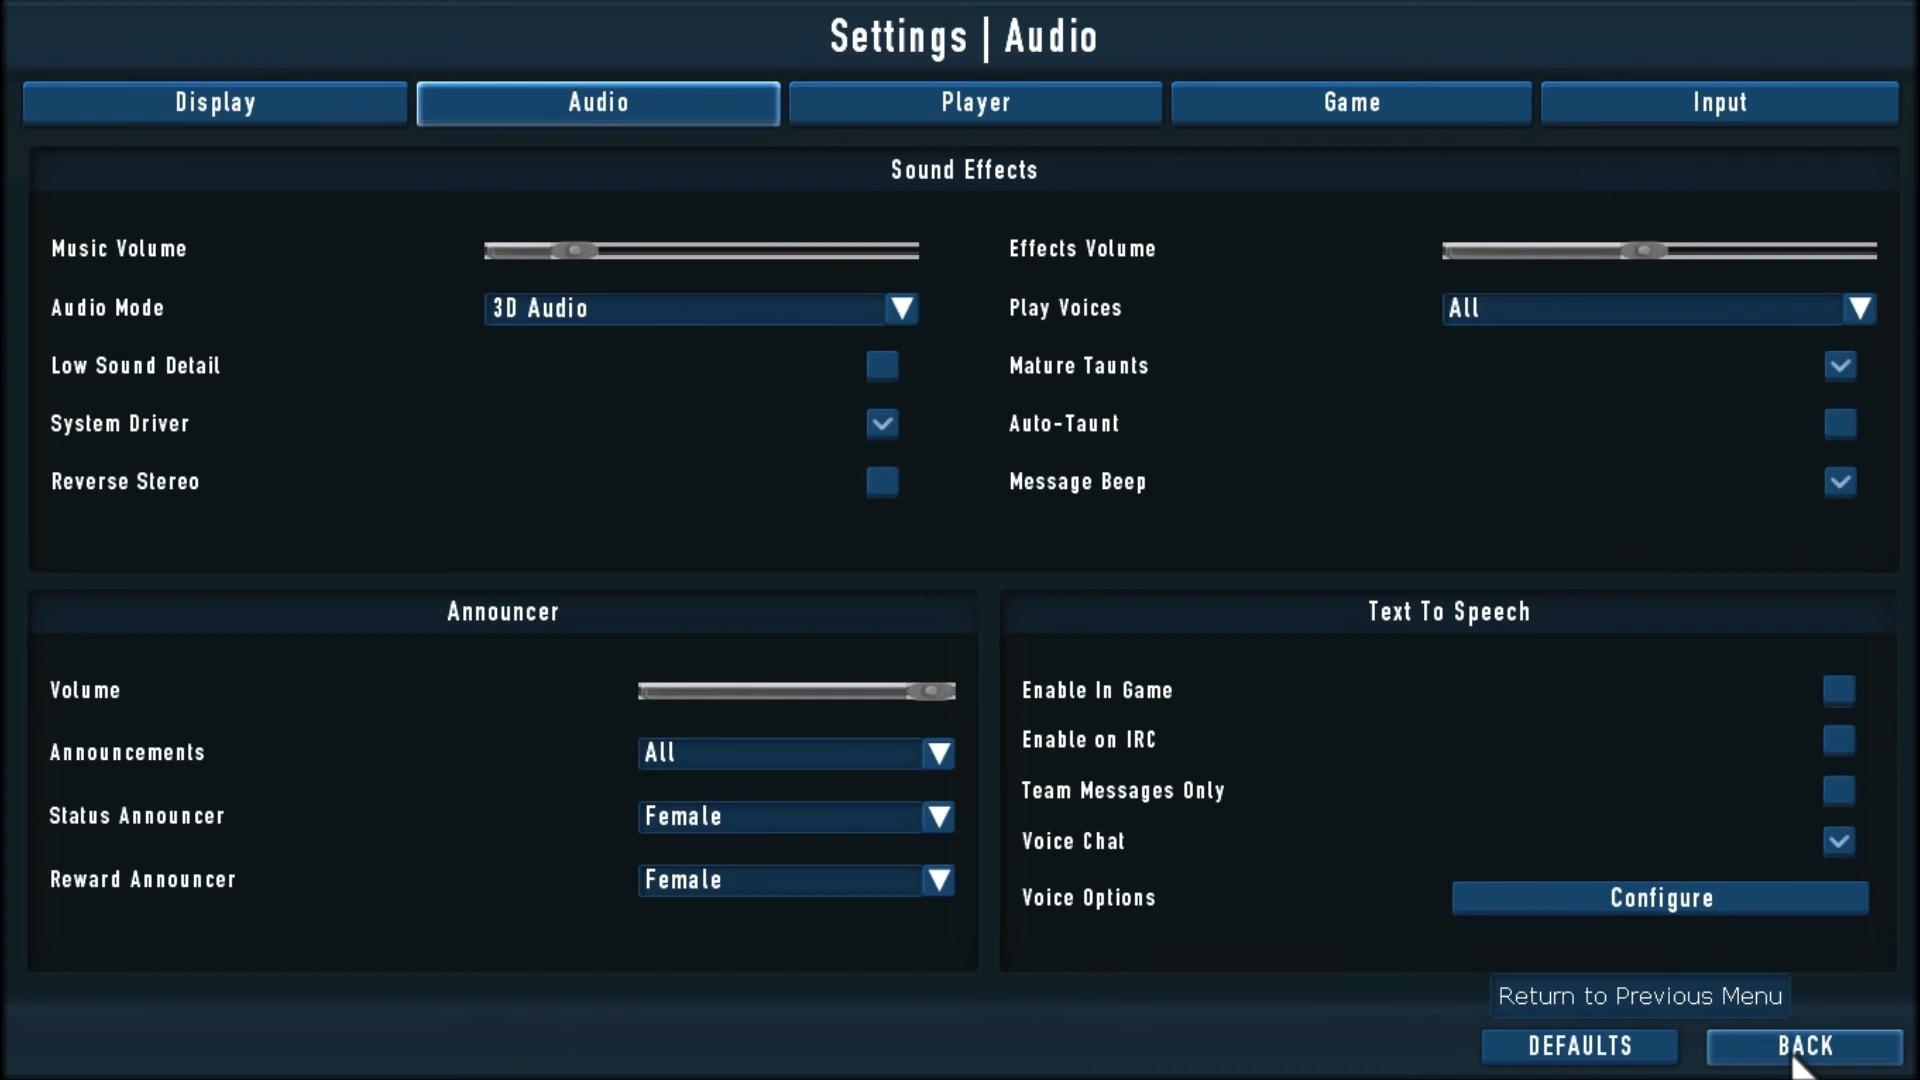 Settings | Audio
Display
Audio
Player
Game
Input
Sound Effects
Music Volume
Effects Volume
Audio Mode
3D Audio
Play Voices
All
Low Sound Detail
Mature Taunts
System Driver
Auto-Taunt
Reverse Stereo
Message Beep
Announcer
Volume
Announcements
All
Status Announcer
Female
Reward Announcer
Female
Text To Speech
Enable In Game
Enable on IRC
Team Messages Only
Voice Chat
Voice Options
Configure
Return to Previous Menu
DEFAULTS
BACK